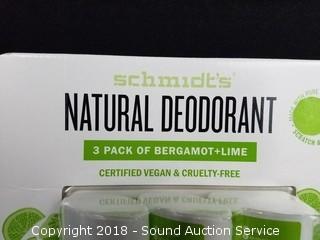 schmidt's
NATURAL DEODORANT
3 PACK OF BERGAMOT+LIME
CERTIFIED VEGAN & CRUELTY-FREE
Copyright 2018 - Sound Auction Service